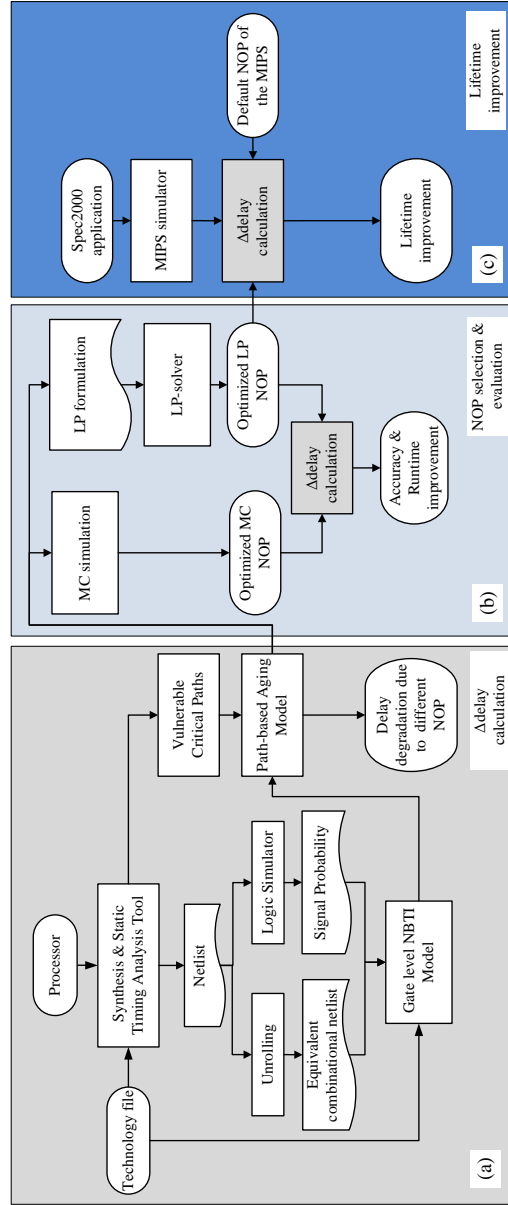 Technology file
Processor
Synthesis & Static
Timing Analysis Tool
Netlist
Unrolling
Logic Simulator
Equivalent
combinational netlist
Signal Probability
Gate level NBTI
Model
Vulnerable
Critical Paths
Path-based Aging
Model
Delay
degradation due
to different
NOP
(a)
Δdelay
calculation
MC simulation
LP formulation
LP-solver
Optimized MC
NOP
Optimized LP
NOP
Δdelay
calculation
Accuracy &
Runtime
improvement
(b)
NOP selection &
evaluation
Spec2000
application
MIPS simulator
Default NOP of
the MIPS
Δdelay
calculation
Lifetime
improvement
(c)
Lifetime
improvement